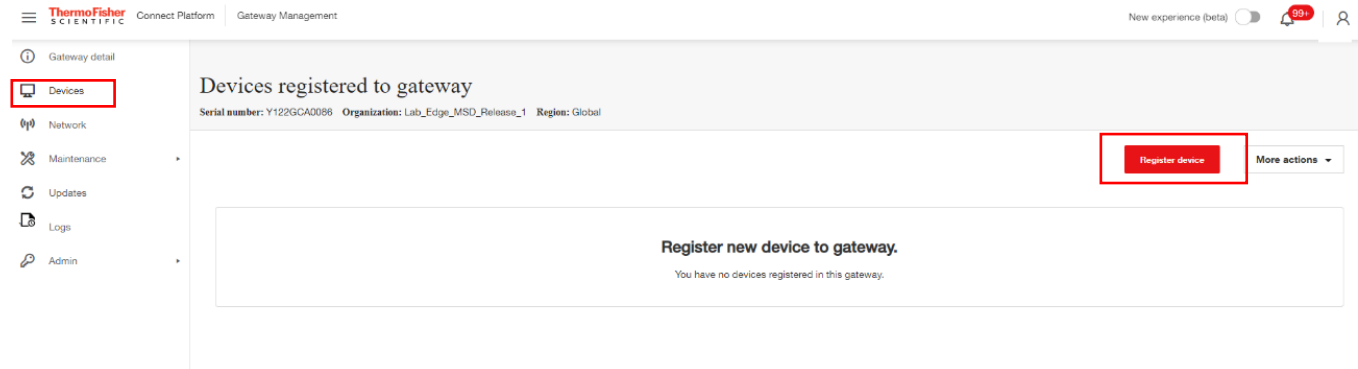 ThermoFisher
SCIENTIFIC
Connect Platform
Gateway Management
New experience (beta)
99+
Gateway detail
Devices
Network
Maintenance
Updates
Logs
Admin
Devices registered to gateway
Serial number: Y122GCA0086 Organization: Lab_Edge_MSD_Release_1 Region: Global
Register device
More actions
Register new device to gateway.
You have no devices registered in this gateway.